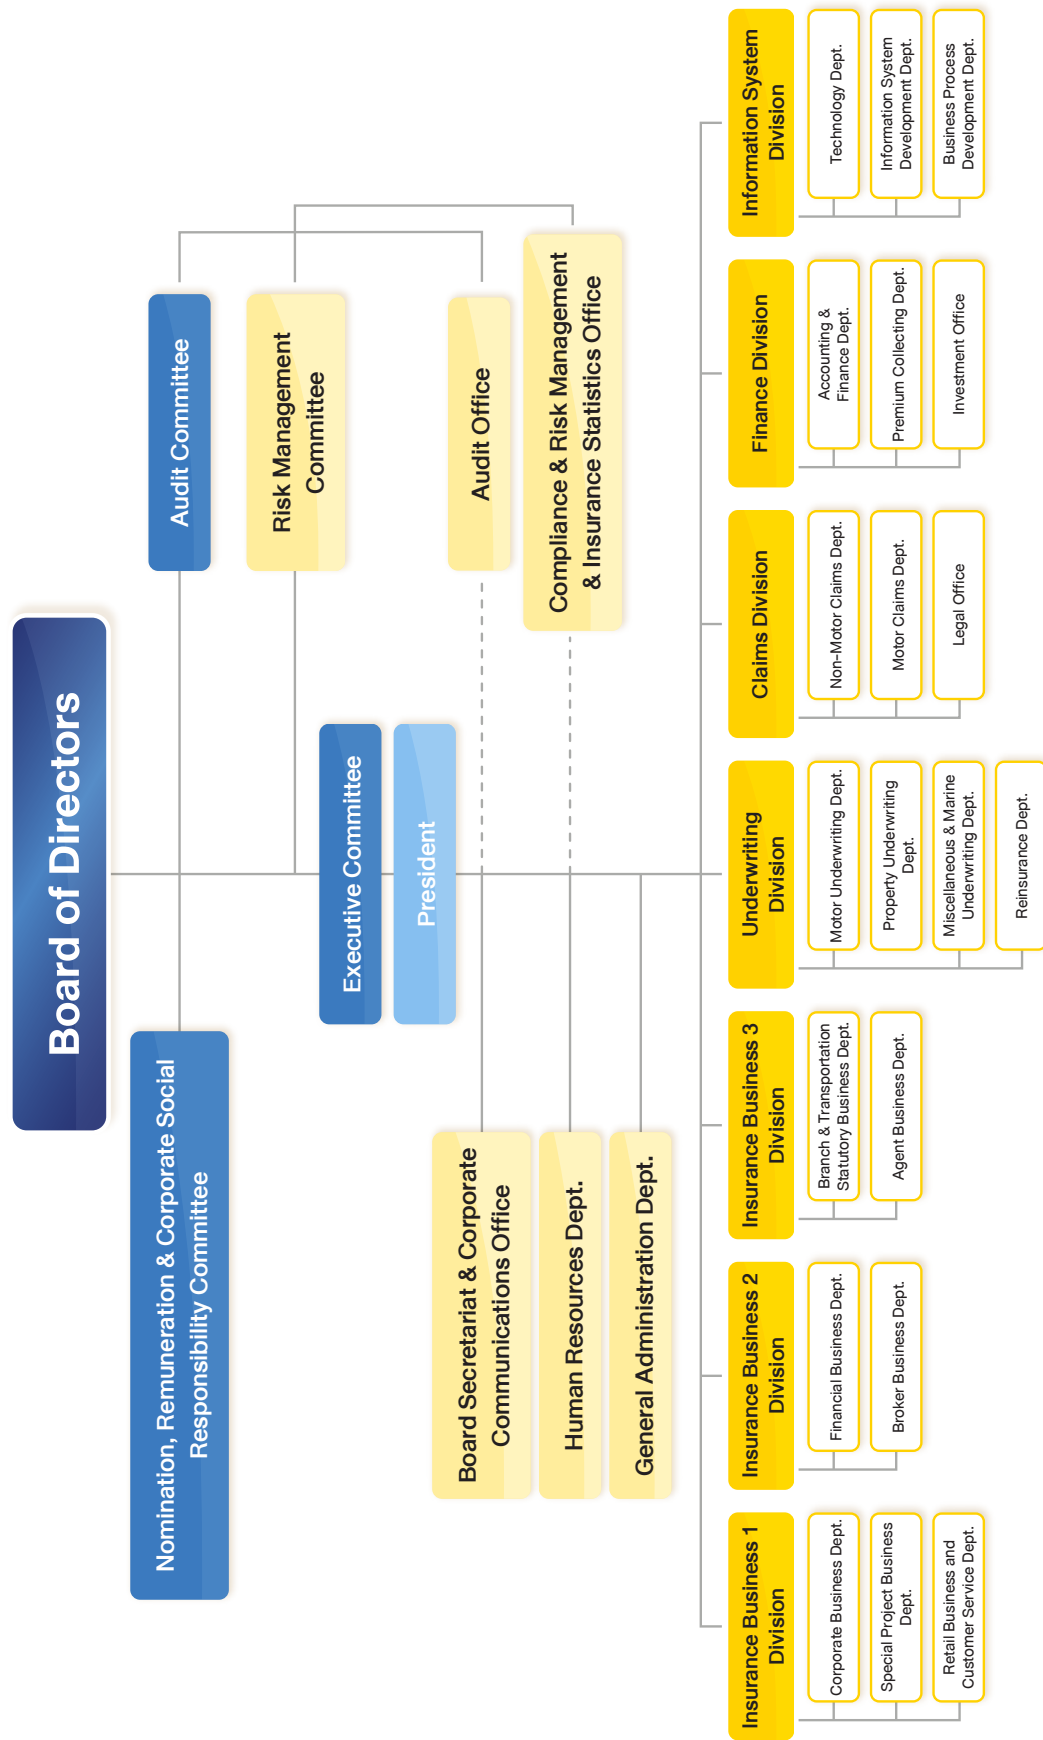 Board of Directors
Nomination, Remuneration & Corporate Social
Responsibility Committee
Audit Committee
Risk Management
Committee
Executive Committee
President
Board Secretariat & Corporate
Communications Office
Audit Office
Human Resources Dept.
Compliance & Risk Management
& Insurance Statistics Office
General Administration Dept.
Insurance Business 1
Division
Corporate Business Dept.
Special Project Business
Dept.
Retail Business and
Customer Service Dept.
Insurance Business 2
Division
Financial Business Dept.
Broker Business Dept.
Insurance Business 3
Division
Branch & Transportation
Statutory Business Dept.
Agent Business Dept.
Underwriting
Division
Motor Underwriting Dept.
Property Underwriting
Dept.
Miscellaneous & Marine
Underwriting Dept.
Reinsurance Dept.
Claims Division
Non-Motor Claims Dept.
Motor Claims Dept.
Legal Office
Finance Division
Accounting &
Finance Dept.
Premium Collecting Dept.
Investment Office
Information System
Division
Technology Dept.
Information System
Development Dept.
Business Process
Development Dept.